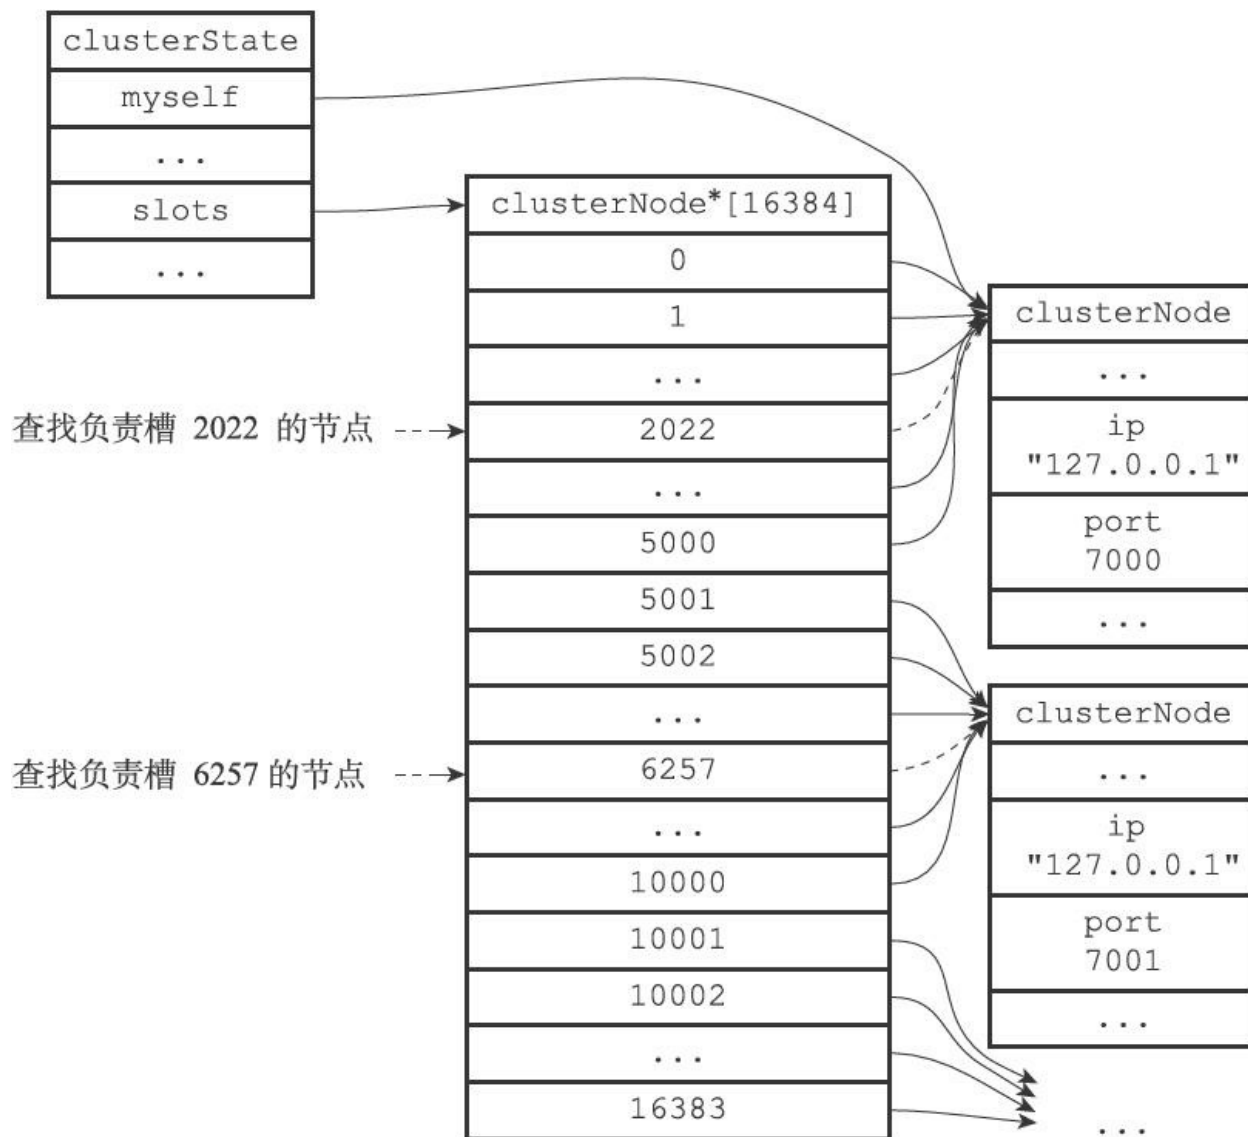 clusterState
myself
...
slots
...
clusterNode*[16384]
0
1
...
查找负责槽 2022 的节点
2022
...
5000
5001
5002
...
查找负责槽 6257 的节点
6257
...
10000
10001
10002
...
16383
clusterNode
...
ip
"127.0.0.1"
port
7000
...
clusterNode
...
ip
"127.0.0.1"
port
7001
...
...